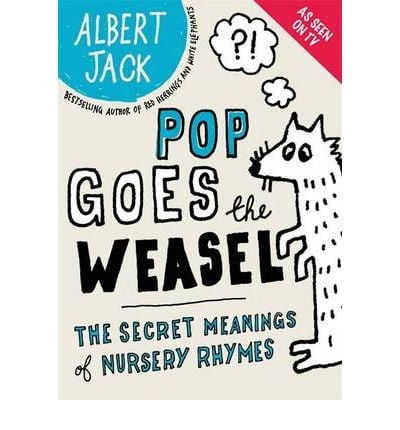 ALBERT
JACK
BESTSELLING AUTHOR OF RED HERRINGS AND WHITE ELEPHANTS
AS SEEN
ON TV
?!
POP
GOES the
WEASEL
THE SECRET MEANINGS
of NURSERY RHYMES